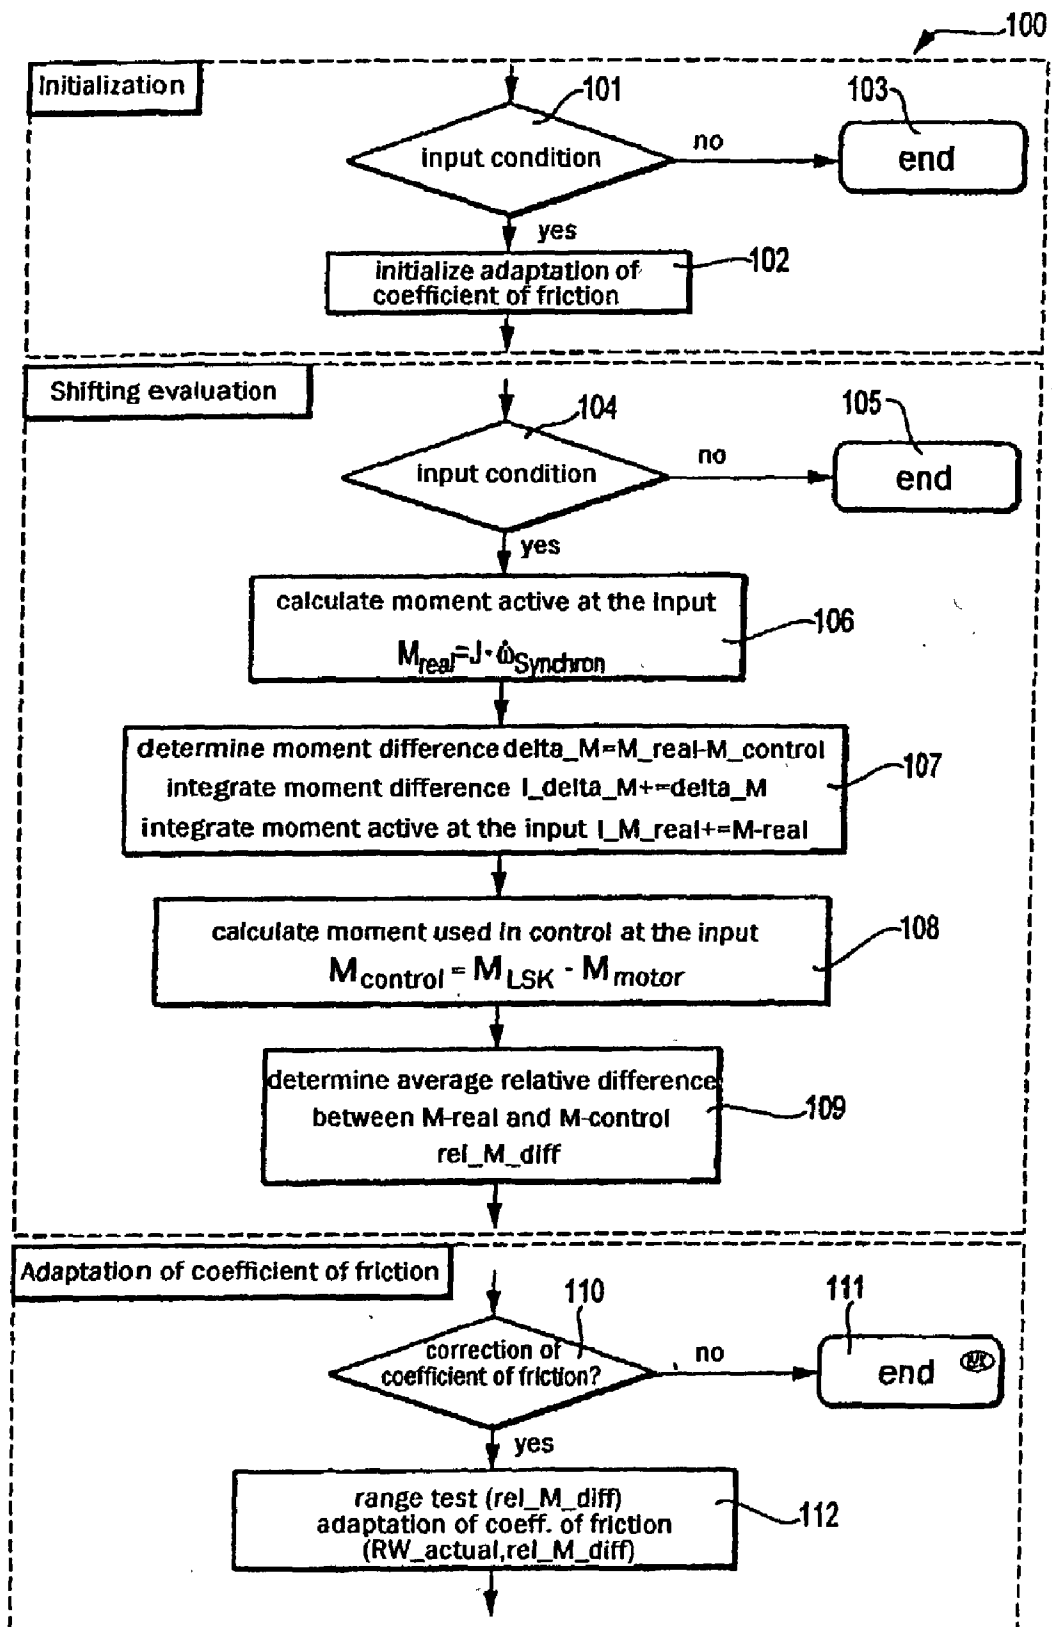 100
Initialization
101
103
input condition
no
end
yes
102
initialize adaptation of
coefficient of friction
Shifting evaluation
104
105
input condition
no
end
yes
calculate moment active at the input
106
M_real=J·ω̇_Synchron
determine moment difference delta_M=M_real-M_control
107
integrate moment difference I_delta_M+=delta_M
integrate moment active at the input I_M_real+=M-real
calculate moment used in control at the input
108
M_control = M_LSK - M_motor
determine average relative difference
109
between M-real and M-control
rel_M_diff
Adaptation of coefficient of friction
110
111
correction of
coefficient of friction?
no
end
yes
range test (rel_M_diff)
112
adaptation of coeff. of friction
(RW_actual,rel_M_diff)